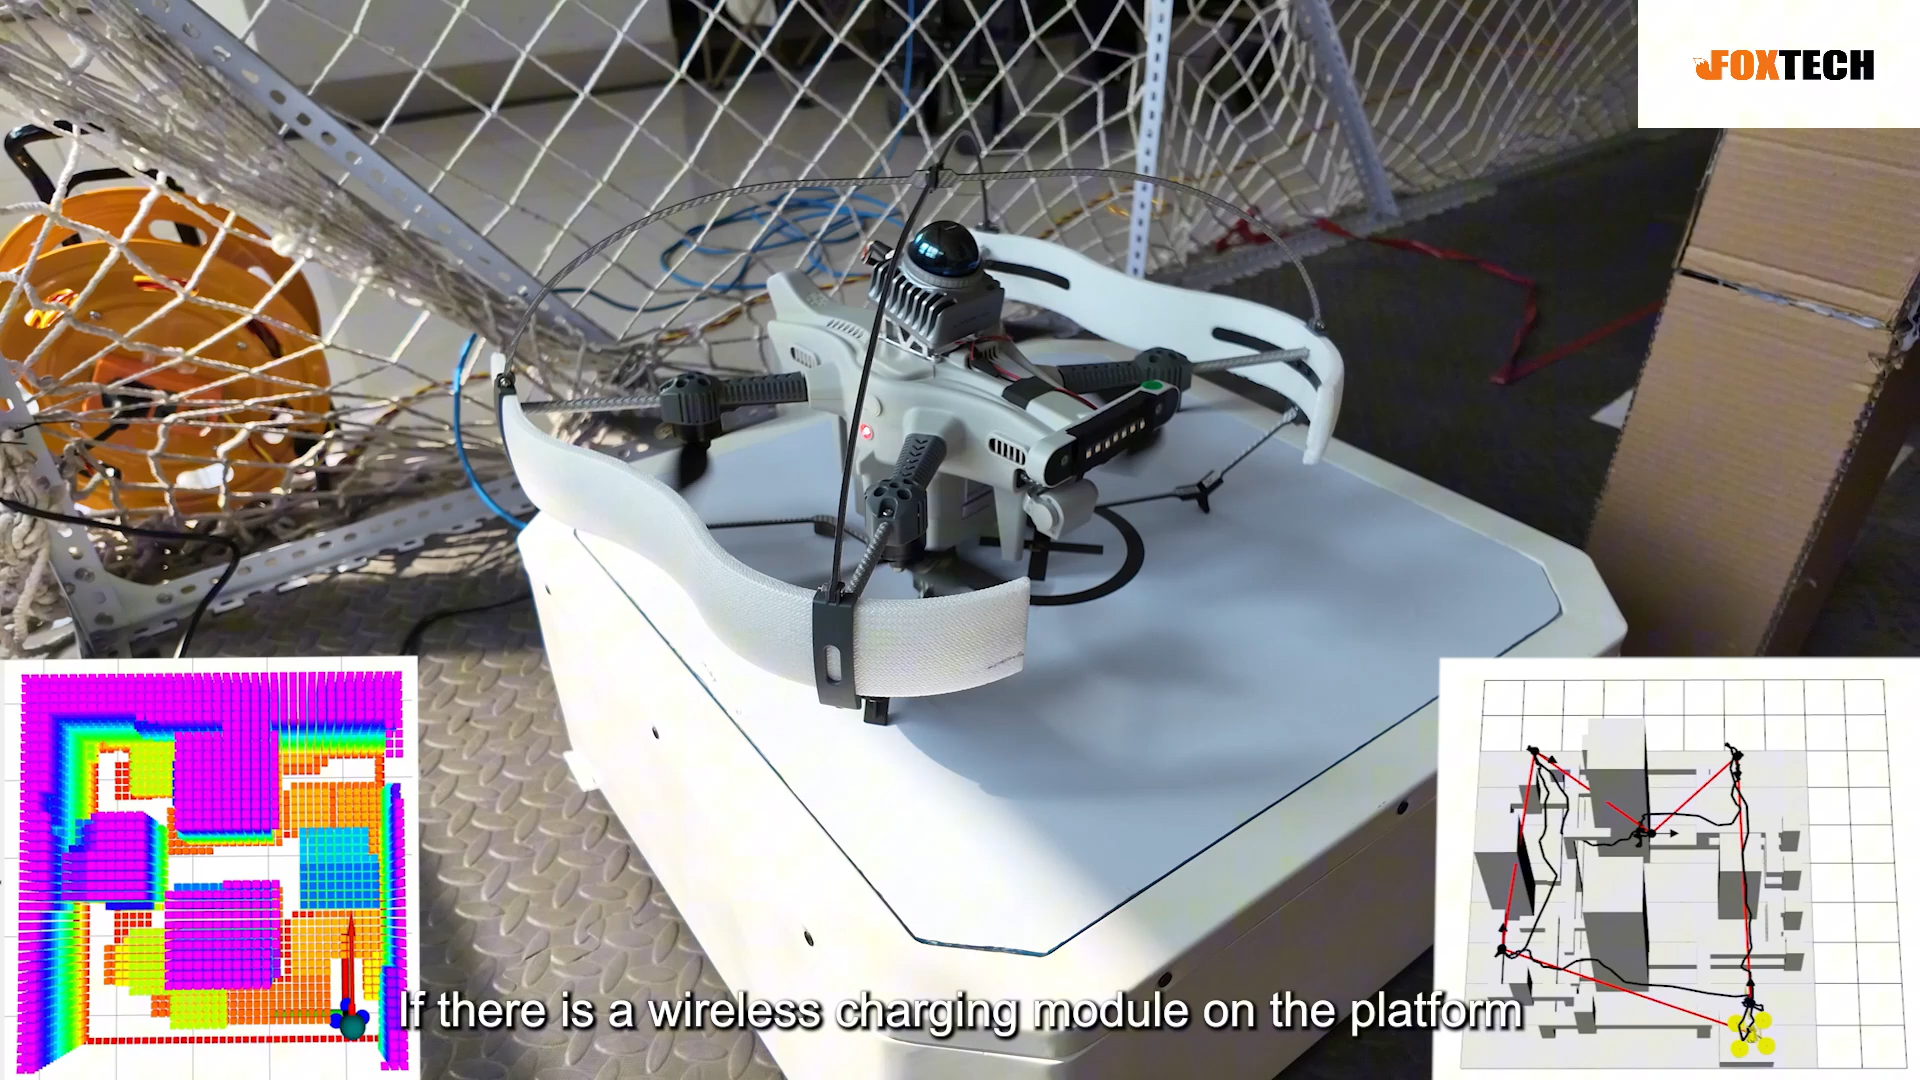 FOXTECH
If there is a wireless charging module on the platform